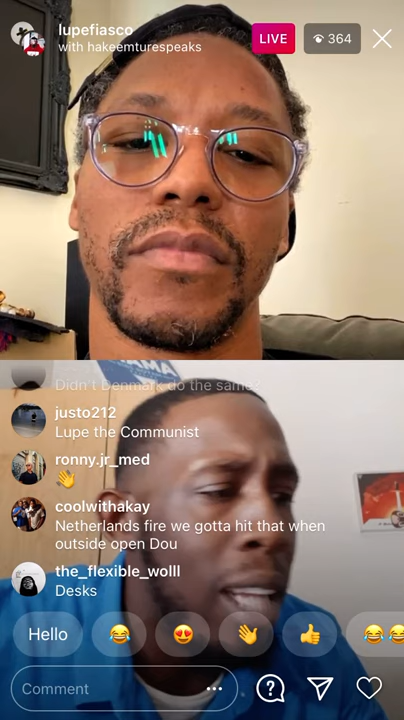 lupefiasco
with hakeemturespeaks
LIVE
364
AMA
Didn't Denmark do the same?
justo212
Lupe the Communist
ronny.jr_med
👋
coolwithakay
Netherlands fire we gotta hit that when
outside open Dou
the_flexible_wolll
Desks
Hello 😂 😍 👋 👍 😂😂
Comment